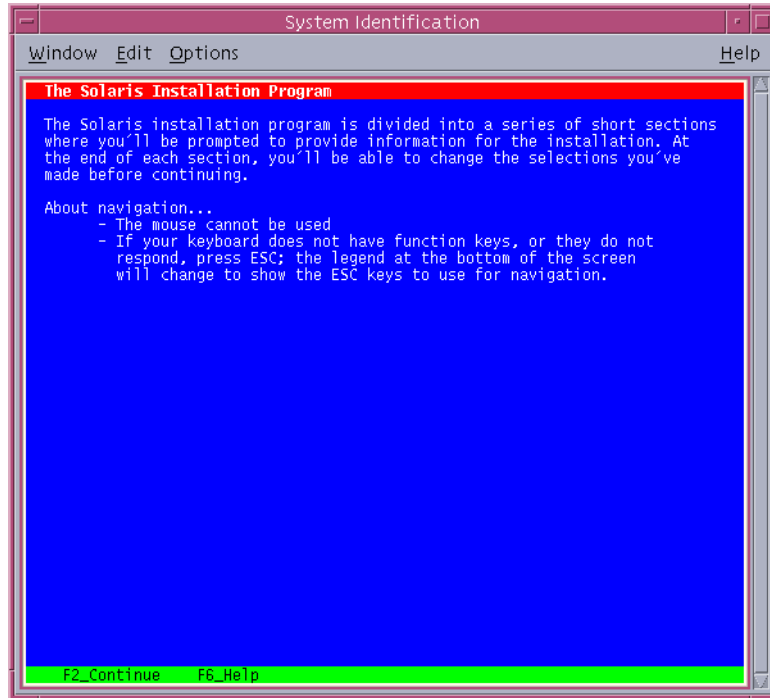 System Identification
Window Edit Options Help
The Solaris Installation Program
The Solaris installation program is divided into a series of short sections
where you´ll be prompted to provide information for the installation. At
the end of each section, you´ll be able to change the selections you´ve
made before continuing.
About navigation...
- The mouse cannot be used
- If your keyboard does not have function keys, or they do not
respond, press ESC; the legend at the bottom of the screen
will change to show the ESC keys to use for navigation.
F2_Continue F6_Help